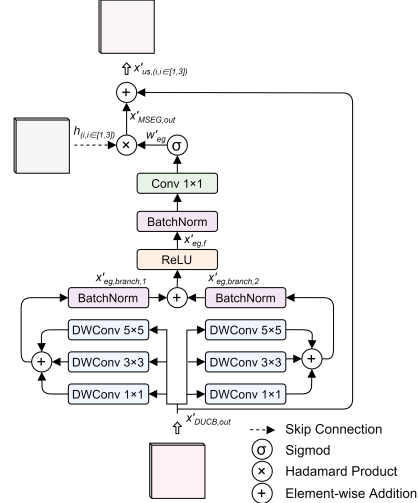 x'us,(i,i∈[1,3])
+
x'MSEG,out
h(i,i∈[1,3])
w'eg
×
σ
Conv 1×1
BatchNorm
x'eg,f
ReLU
x'eg,branch,1
x'eg,branch,2
BatchNorm
+
BatchNorm
DWConv 5×5
DWConv 5×5
+
DWConv 3×3
DWConv 3×3
+
DWConv 1×1
DWConv 1×1
x'DUCB,out
Skip Connection
σ Sigmod
× Hadamard Product
+ Element-wise Addition